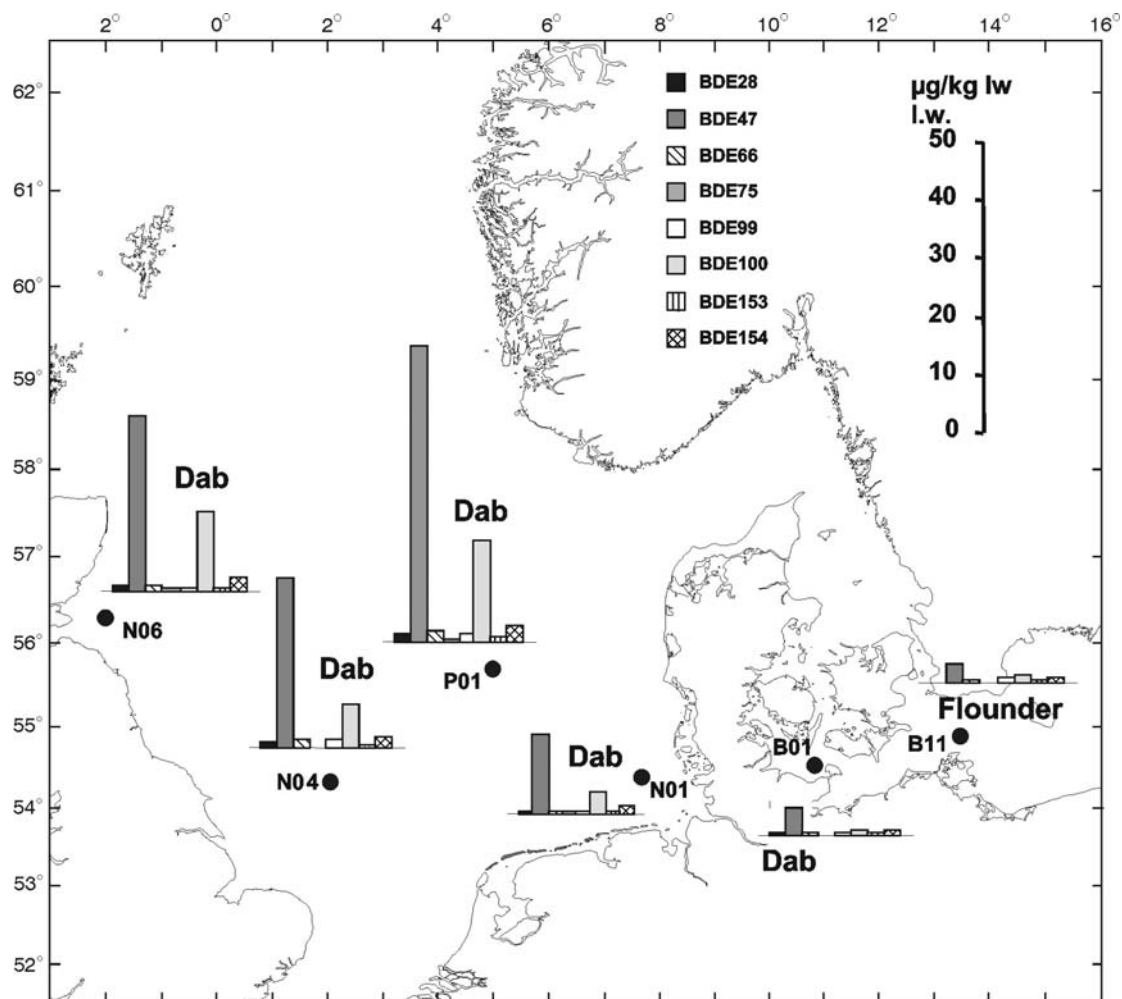 2° 0° 2° 4° 6° 8° 10° 12° 14° 16°
62°
61°
60°
59°
58°
57°
56°
55°
54°
53°
52°
BDE28
BDE47
BDE66
BDE75
BDE99
BDE100
BDE153
BDE154
µg/kg lw
l.w.
50
40
30
20
10
0
Dab
N06
Dab
P01
Dab
N04
Dab
N01
B01
Dab
Flounder
B11